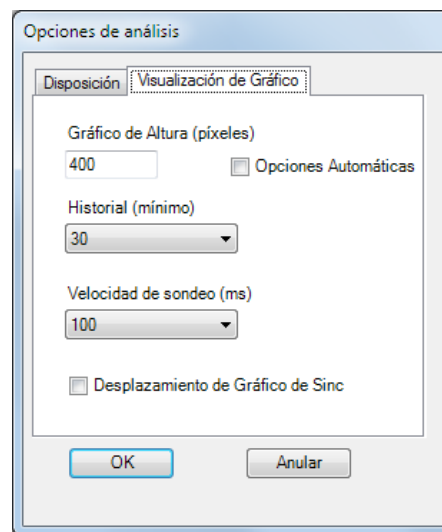 Opciones de análisis
Disposición Visualización de Gráfico
Gráfico de Altura (píxeles)
400 Opciones Automáticas
Historial (mínimo)
30
Velocidad de sondeo (ms)
100
Desplazamiento de Gráfico de Sinc
OK Anular